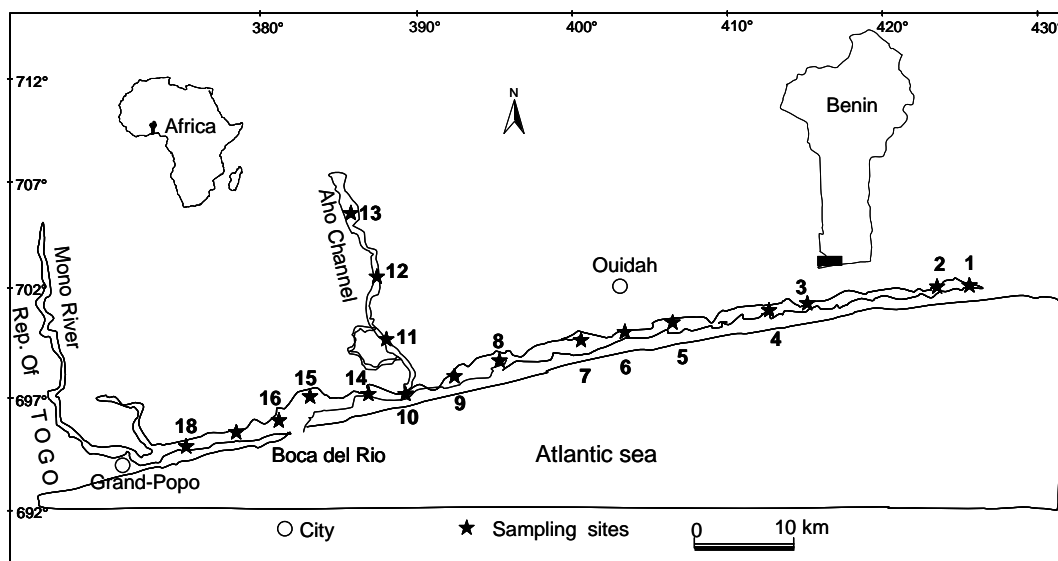 380°
390°
400°
410°
420°
430°
712°
707°
702°
697°
692°
Africa
N
Benin
Aho Channel
13
12
11
Mono River
Rep. Of TOGO
Ouidah
1
2
3
4
5
6
7
8
9
10
14
15
16
18
Grand-Popo
Boca del Rio
Atlantic sea
City
Sampling sites
0
10 km